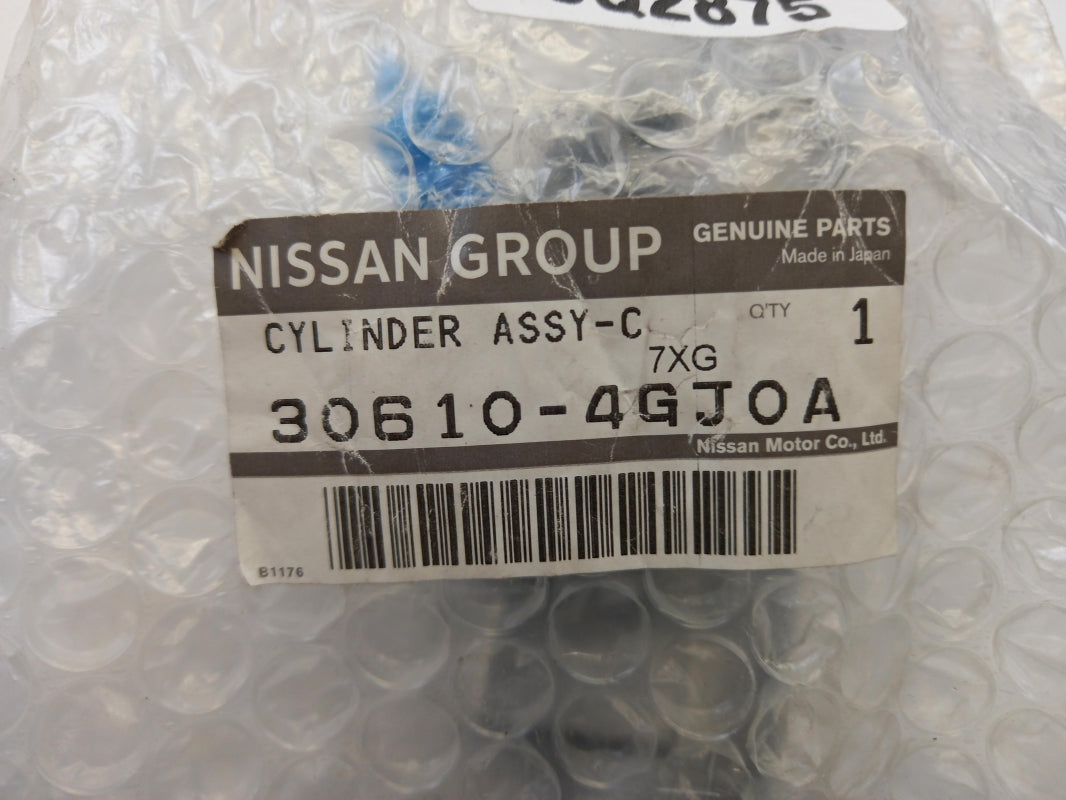 2875
NISSAN GROUP
GENUINE PARTS
Made in Japan
CYLINDER ASSY-C
Q'TY 1
7XG
30610-4GJ0A
Nissan Motor Co., Ltd.
B1176